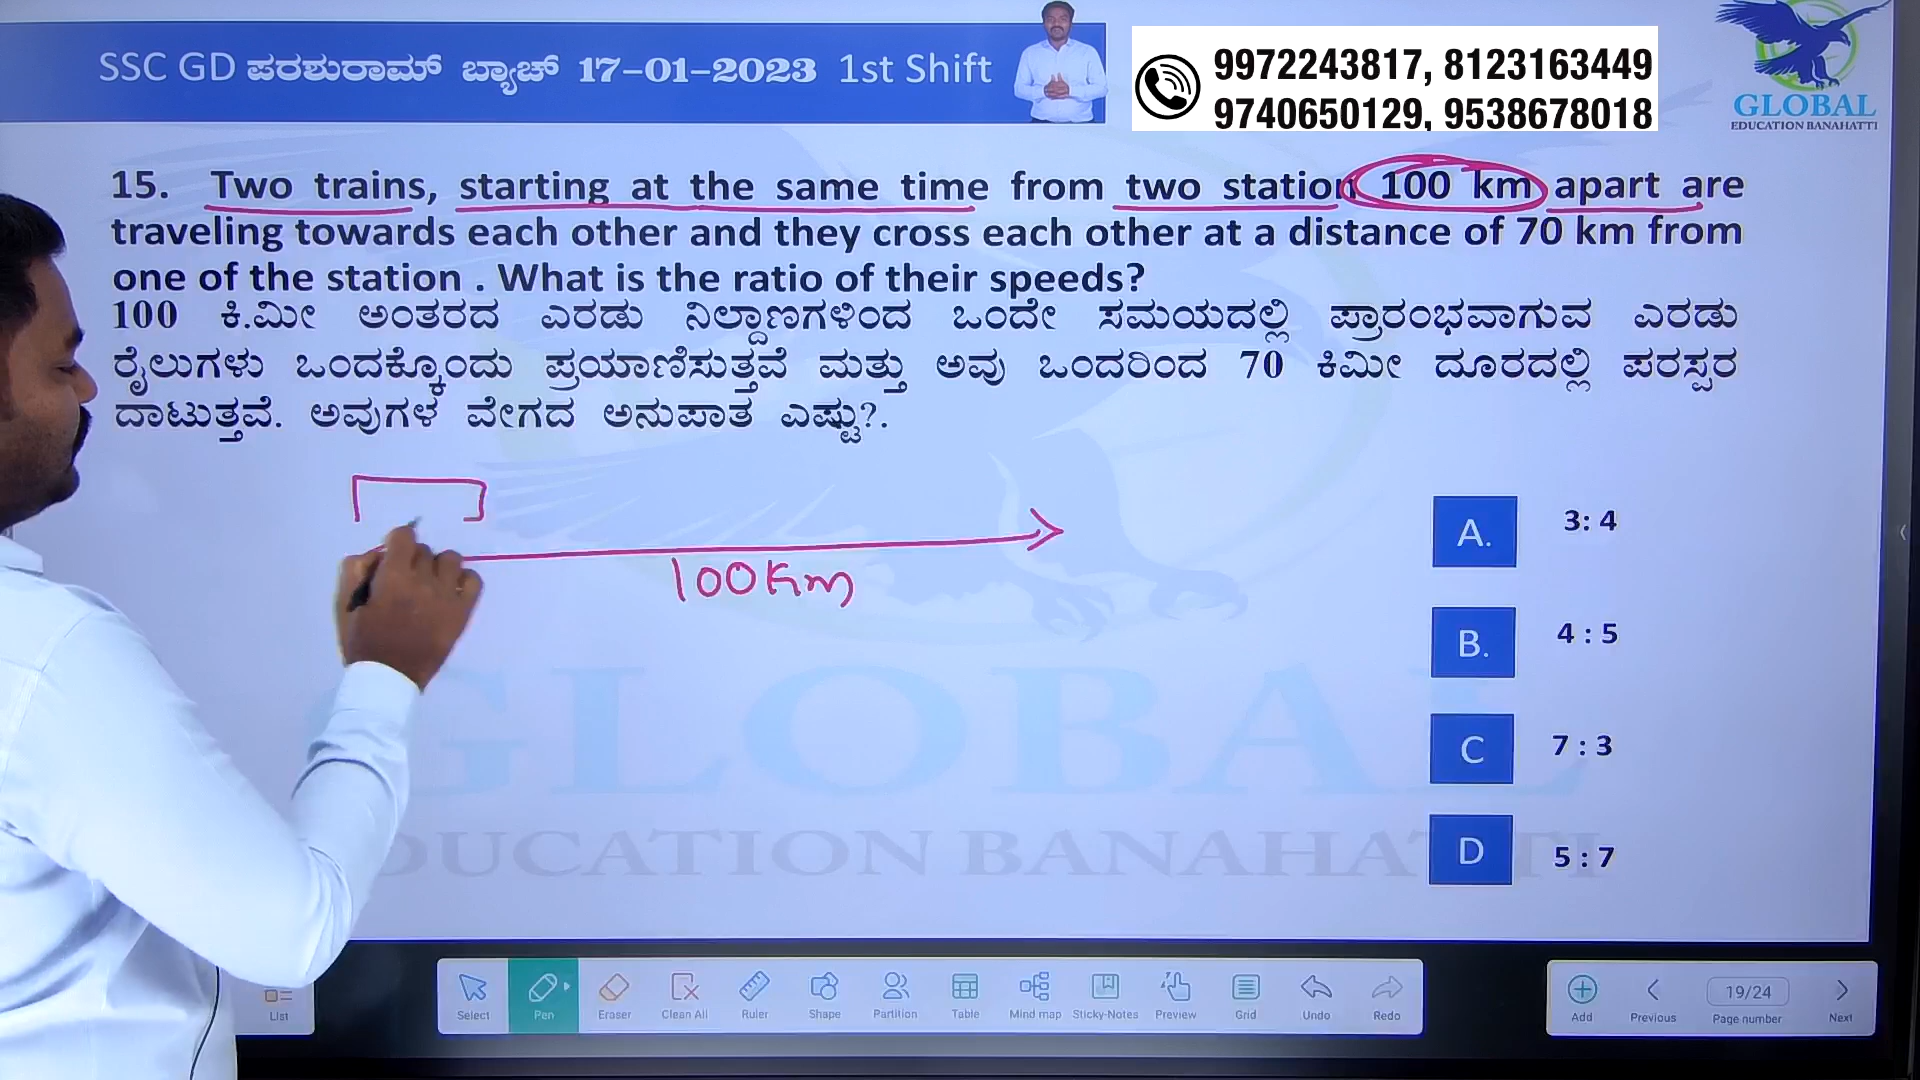 SSC GD ಪರಶುರಾಮ್ ಬ್ಯಾಚ್ 17-01-2023 1st Shift
9972243817, 8123163449
9740650129, 9538678018
GLOBAL
EDUCATION BANAHATTI
15. Two trains, starting at the same time from two station 100 km apart are
traveling towards each other and they cross each other at a distance of 70 km from
one of the station . What is the ratio of their speeds?
100 ಕಿ.ಮೀ ಅಂತರದ ಎರಡು ನಿಲ್ದಾಣಗಳಿಂದ ಒಂದೇ ಸಮಯದಲ್ಲಿ ಪ್ರಾರಂಭವಾಗುವ ಎರಡು
ರೈಲುಗಳು ಒಂದಕ್ಕೊಂದು ಪ್ರಯಾಣಿಸುತ್ತವೆ ಮತ್ತು ಅವು ಒಂದರಿಂದ 70 ಕಿಮೀ ದೂರದಲ್ಲಿ ಪರಸ್ಪರ
ದಾಟುತ್ತವೆ. ಅವುಗಳ ವೇಗದ ಅನುಪಾತ ಎಷ್ಟು?.
100Km
A. 3: 4
B. 4 : 5
C 7 : 3
D 5 : 7
GLOBAL
EDUCATION BANAHATTI
List Select Pen Eraser Clean All Ruler Shape Partition Table Mind map Sticky-Notes Preview Grid Undo Redo Add Previous 19/24 Page number Next